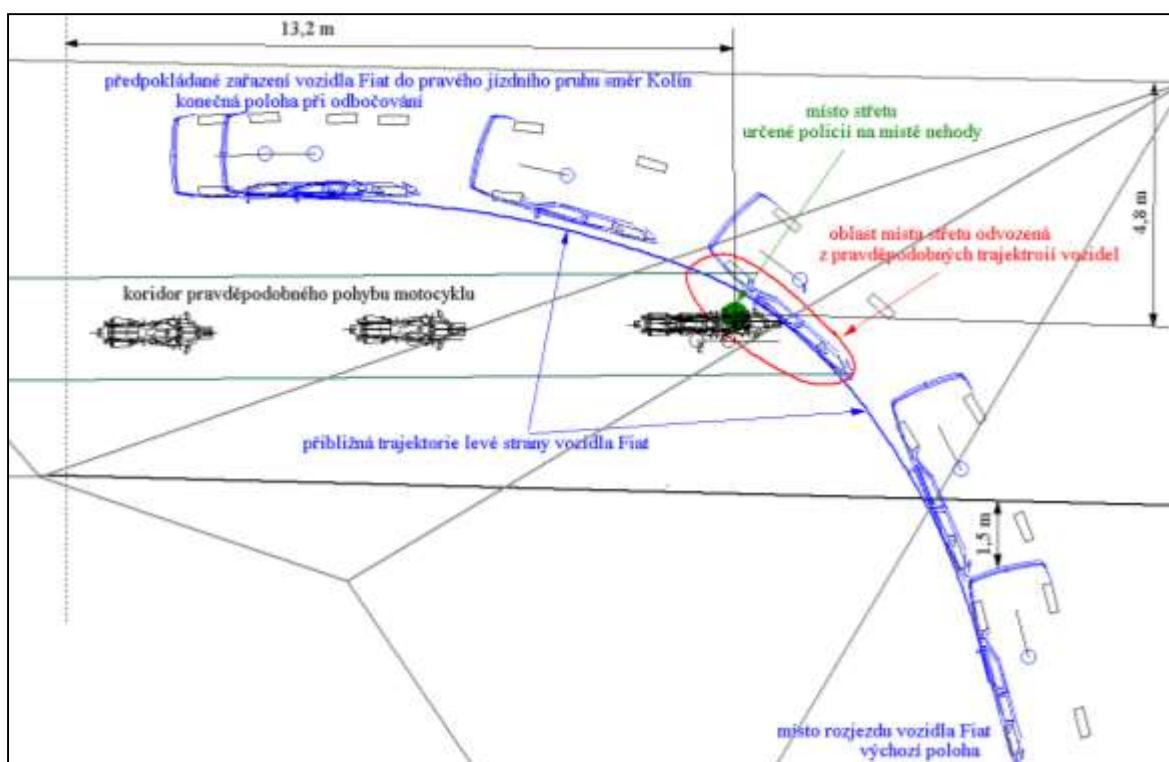 13,2 m
předpokládané zařazení vozidla Fiat do pravého jízdního pruhu směr Kolín
konečná poloha při odbočování
místo střetu
určené policií na místě nehody
4,8 m
oblast místu střetu odvozená
z pravděpodobných trajektroií vozidel
koridor pravděpodobného pohybu motocyklu
přibližná trajektorie levé strany vozidla Fiat
1,5 m
místo rozjezdu vozidla Fiat
výchozí poloha